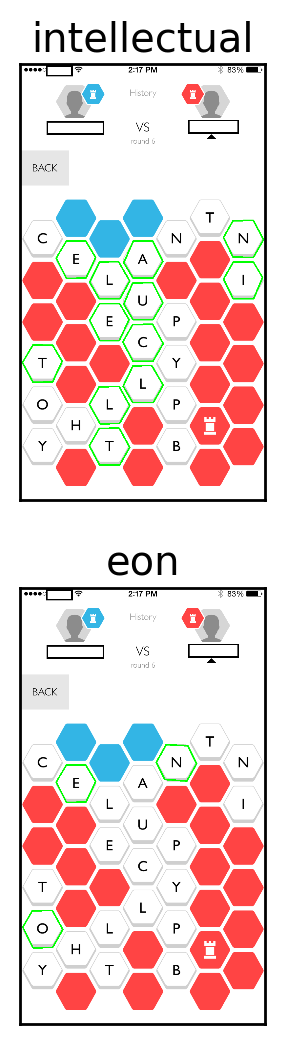 intellectual
2:17 PM 83%
History
VS
round 6
BACK
T
C N N
E A
L I
U
E P
C
T Y
L
O L P
H
Y T B
eon
2:17 PM 83%
History
VS
round 6
BACK
T
C N N
E A
L I
U
E P
C
T Y
L
O L P
H
Y T B